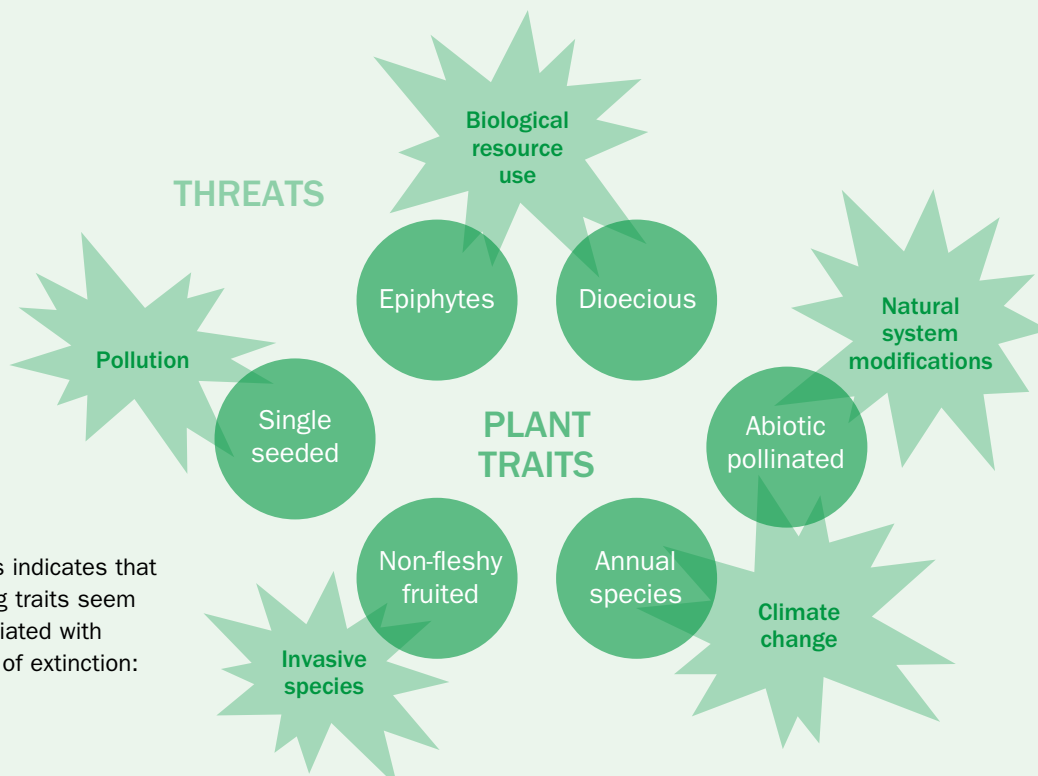 Biological
resource
use
THREATS
Natural
system
modifications
Epiphytes
Dioecious
Pollution
Single
seeded
PLANT
TRAITS
Abiotic
pollinated
Non-fleshy
fruited
Annual
species
Climate
change
Invasive
species
indicates that
traits seem
with
of extinction: